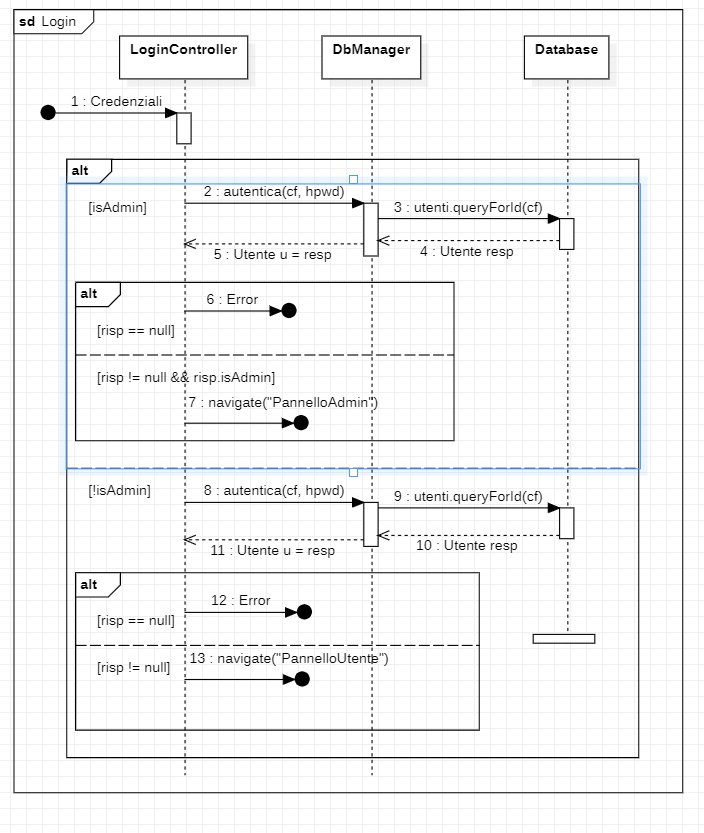 sd Login
LoginController
DbManager
Database
1 : Credenziali
alt
2 : autentica(cf, hpwd)
[isAdmin]
3 : utenti.queryForId(cf)
5 : Utente u = resp
4 : Utente resp
alt
6 : Error
[risp == null]
[risp != null && risp.isAdmin]
7 : navigate("PannelloAdmin")
[!isAdmin]
8 : autentica(cf, hpwd)
9 : utenti.queryForId(cf)
11 : Utente u = resp
10 : Utente resp
alt
12 : Error
[risp == null]
13 : navigate("PannelloUtente")
[risp != null]